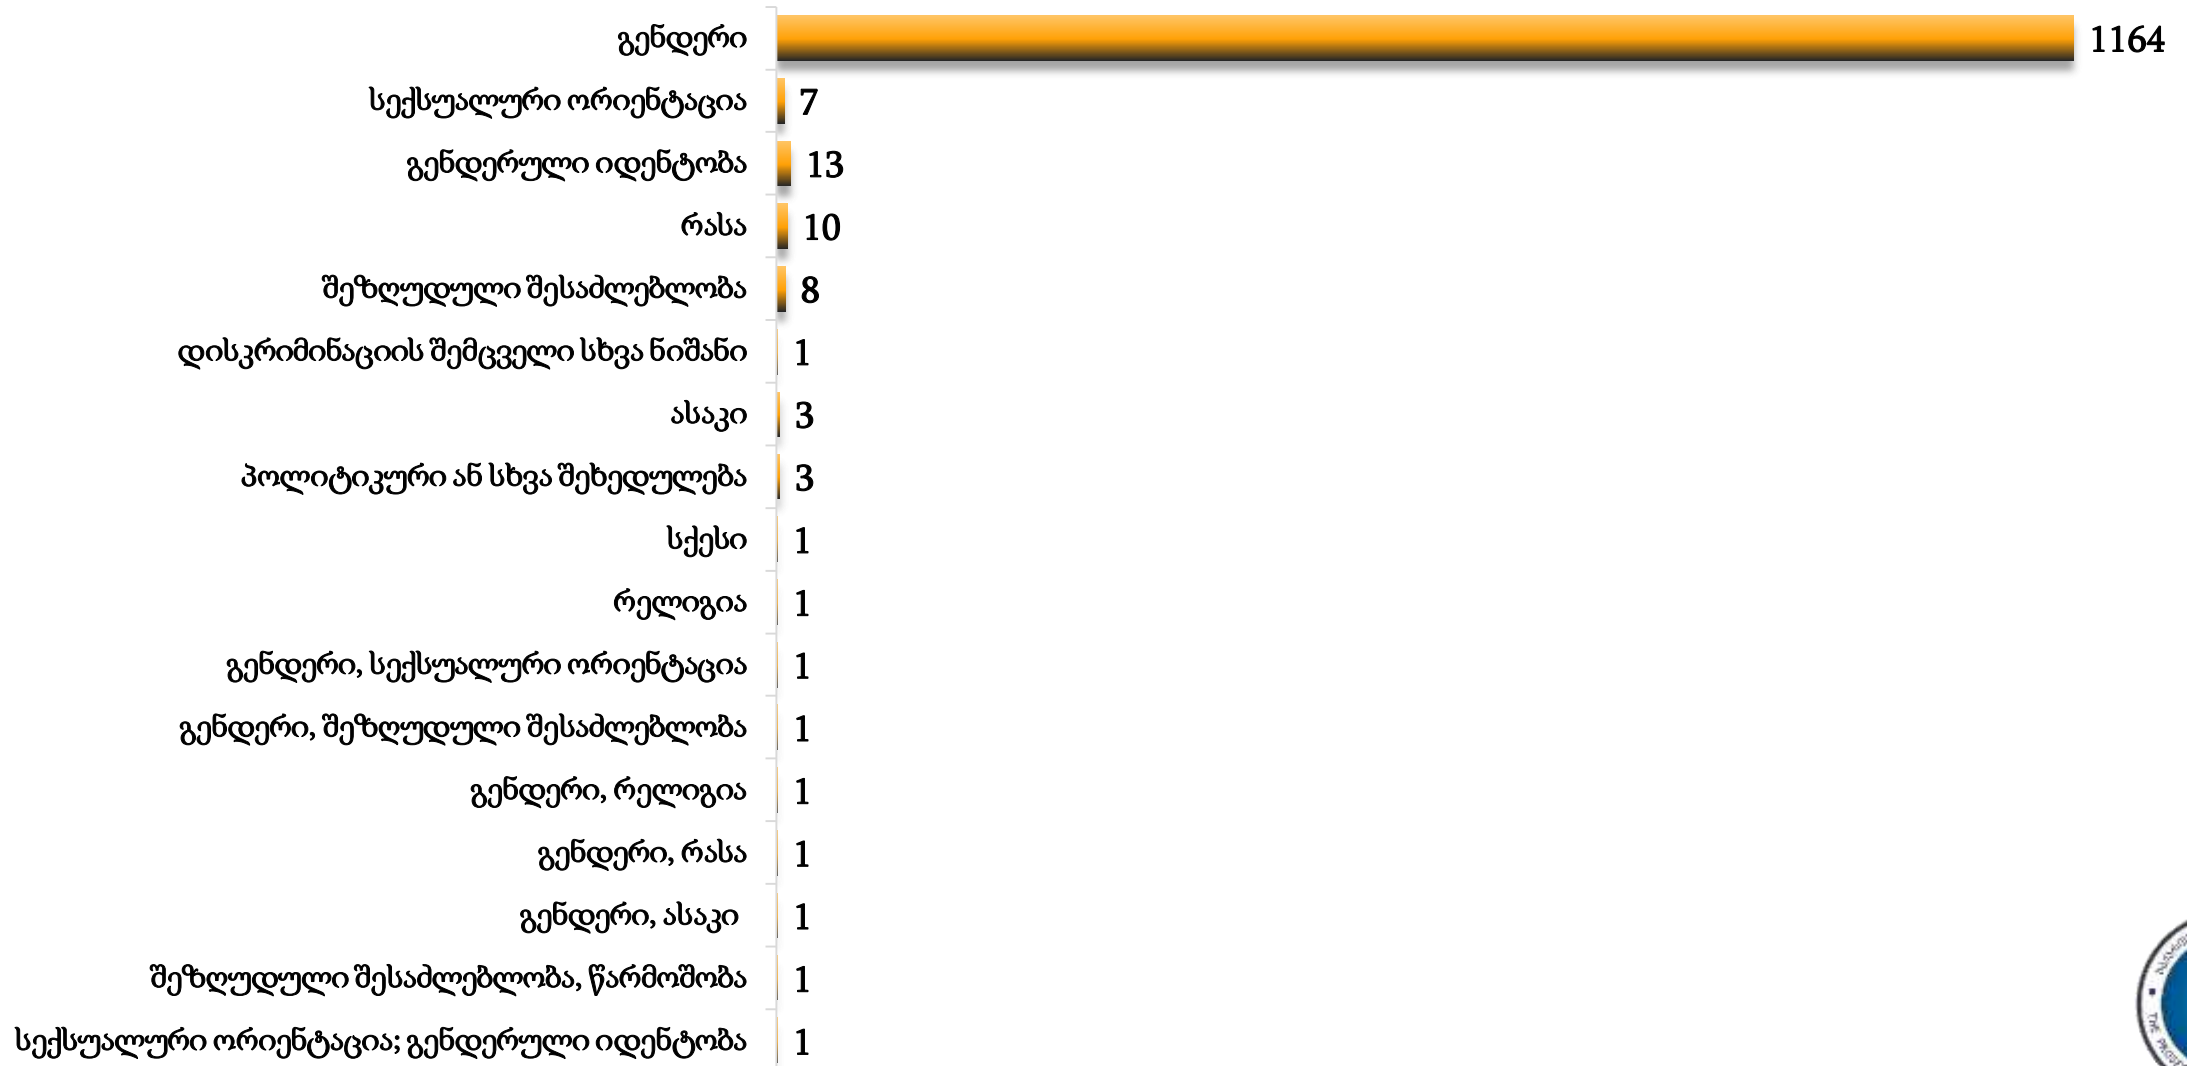 გენდერი 1164
სექსუალური ორიენტაცია 7
გენდერული იდენტობა 13
რასა 10
შეზღუდული შესაძლებლობა 8
დისკრიმინაციის შემცველი სხვა ნიშანი 1
ასაკი 3
პოლიტიკური ან სხვა შეხედულება 3
სქესი 1
რელიგია 1
გენდერი, სექსუალური ორიენტაცია 1
გენდერი, შეზღუდული შესაძლებლობა 1
გენდერი, რელიგია 1
გენდერი, რასა 1
გენდერი, ასაკი 1
შეზღუდული შესაძლებლობა, წარმოშობა 1
სექსუალური ორიენტაცია; გენდერული იდენტობა 1
THE